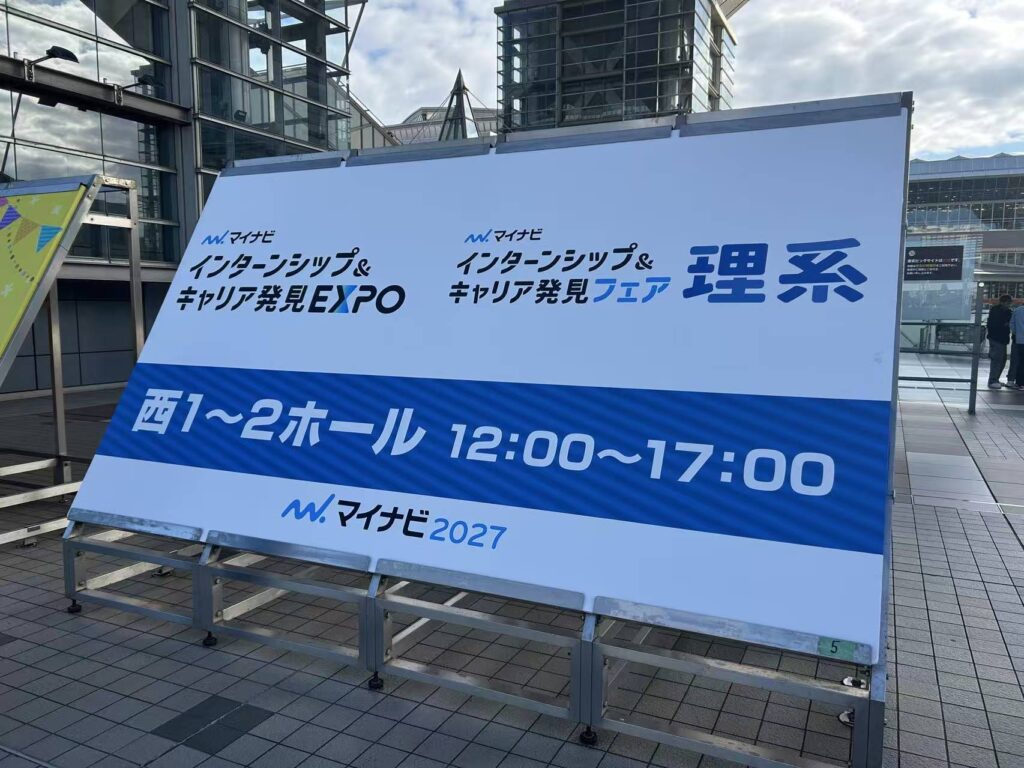 マイナビ
インターンシップ&
キャリア発見EXPO
マイナビ
インターンシップ&
キャリア発見フェア 理系
西1〜2ホール 12:00〜17:00
マイナビ2027
5